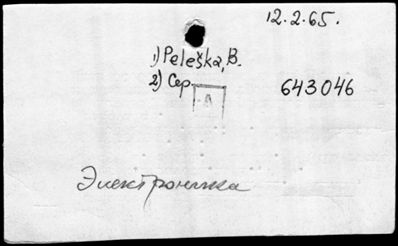 12.2.65.
1) Peleška, B.
2) Сер. A
643046
Электроника